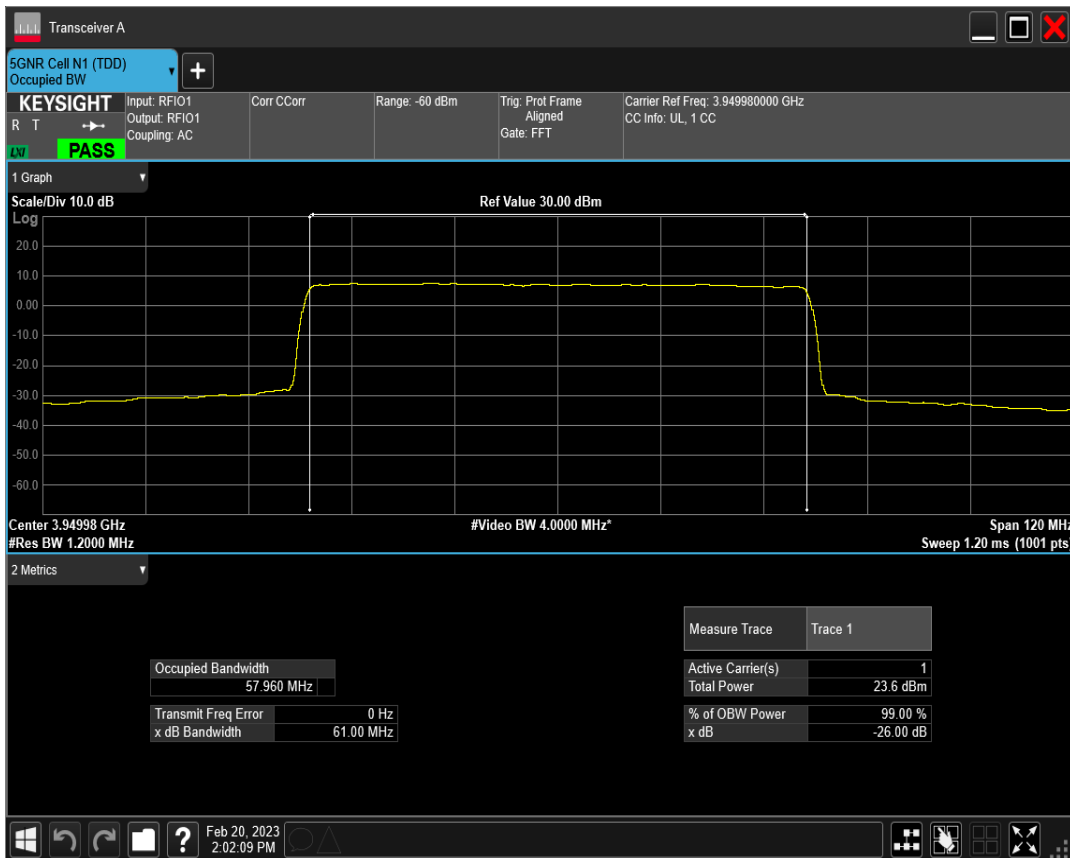 Transceiver A
5GNR Cell N1 (TDD)
Occupied BW
+
KEYSIGHT
R T
LXI
PASS
Input: RFIO1
Output: RFIO1
Coupling: AC
Corr CCorr
Range: -60 dBm
Trig: Prot Frame
Aligned
Gate: FFT
Carrier Ref Freq: 3.949980000 GHz
CC Info: UL, 1 CC
1 Graph
Scale/Div 10.0 dB
Ref Value 30.00 dBm
Log
20.0
10.0
0.00
-10.0
-20.0
-30.0
-40.0
-50.0
-60.0
Center 3.94998 GHz
#Video BW 4.0000 MHz*
Span 120 MHz
#Res BW 1.2000 MHz
Sweep 1.20 ms (1001 pts)
2 Metrics
Measure Trace Trace 1
Occupied Bandwidth
57.960 MHz
Active Carrier(s) 1
Total Power 23.6 dBm
Transmit Freq Error 0 Hz
x dB Bandwidth 61.00 MHz
% of OBW Power 99.00 %
x dB -26.00 dB
?
Feb 20, 2023
2:02:09 PM